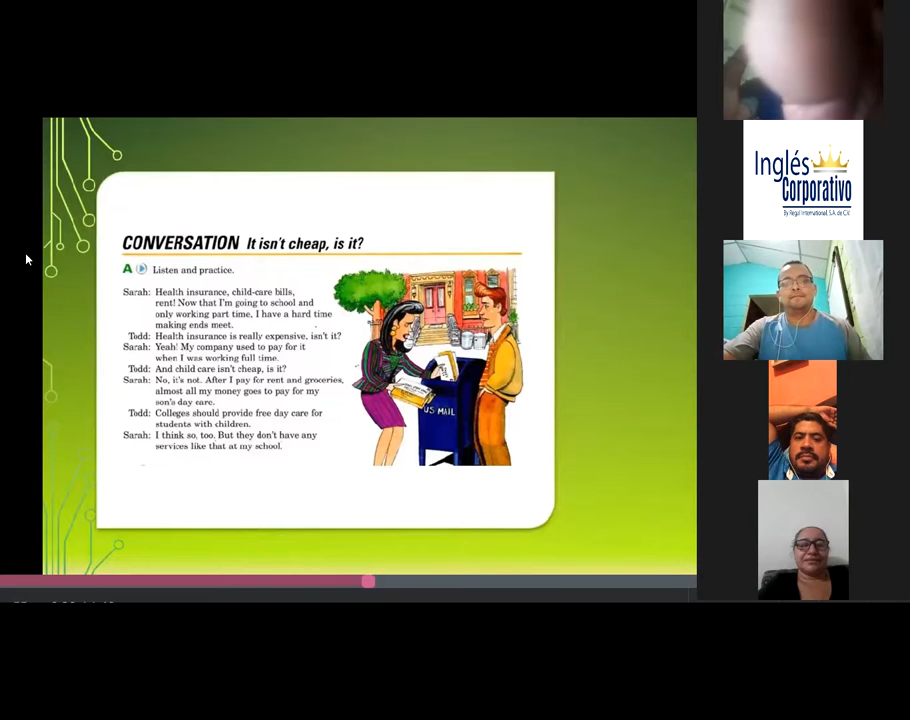 CONVERSATION It isn't cheap, is it?
A Listen and practice.
Sarah: Health insurance, child-care bills,
rent! Now that I'm going to school and
only working part time, I have a hard time
making ends meet.
Todd: Health insurance is really expensive, isn't it?
Sarah: Yeah! My company used to pay for it
when I was working full time.
Todd: And child care isn't cheap, is it?
Sarah: No, it's not. After I pay for rent and groceries,
almost all my money goes to pay for my
son's day care.
Todd: Colleges should provide free day care for
students with children.
Sarah: I think so, too. But they don't have any
services like that at my school.
US MAIL
Inglés
Corporativo
By Regal International, S.A. de C.V.